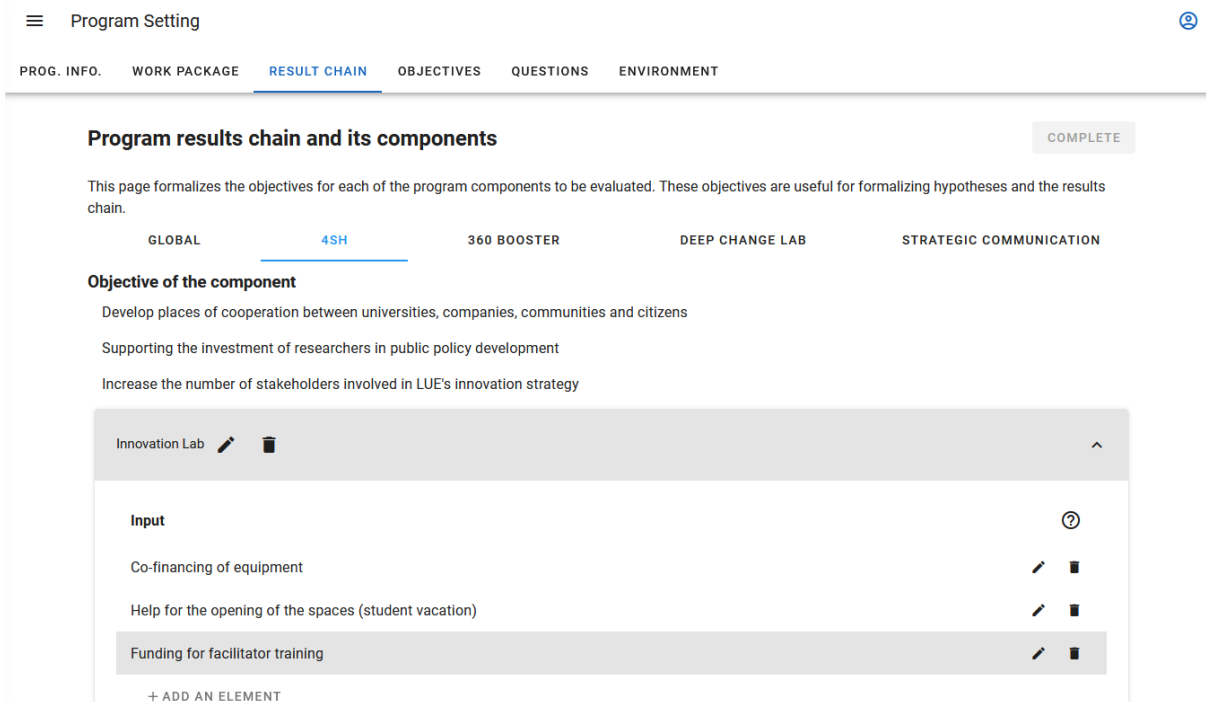 Program Setting
PROG. INFO. WORK PACKAGE RESULT CHAIN OBJECTIVES QUESTIONS ENVIRONMENT
Program results chain and its components
COMPLETE
This page formalizes the objectives for each of the program components to be evaluated. These objectives are useful for formalizing hypotheses and the results
chain.
GLOBAL 4SH 360 BOOSTER DEEP CHANGE LAB STRATEGIC COMMUNICATION
Objective of the component
Develop places of cooperation between universities, companies, communities and citizens
Supporting the investment of researchers in public policy development
Increase the number of stakeholders involved in LUE's innovation strategy
Innovation Lab
Input
Co-financing of equipment
Help for the opening of the spaces (student vacation)
Funding for facilitator training
+ ADD AN ELEMENT